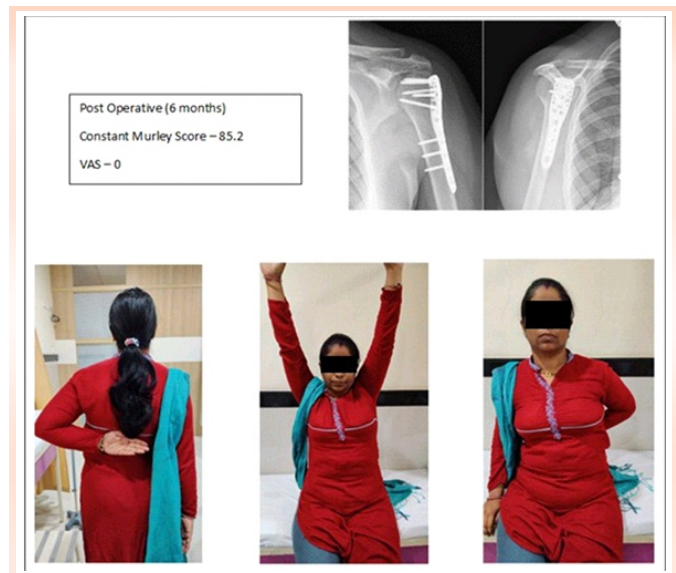 Post Operative (6 months)
Constant Murley Score – 85.2
VAS – 0